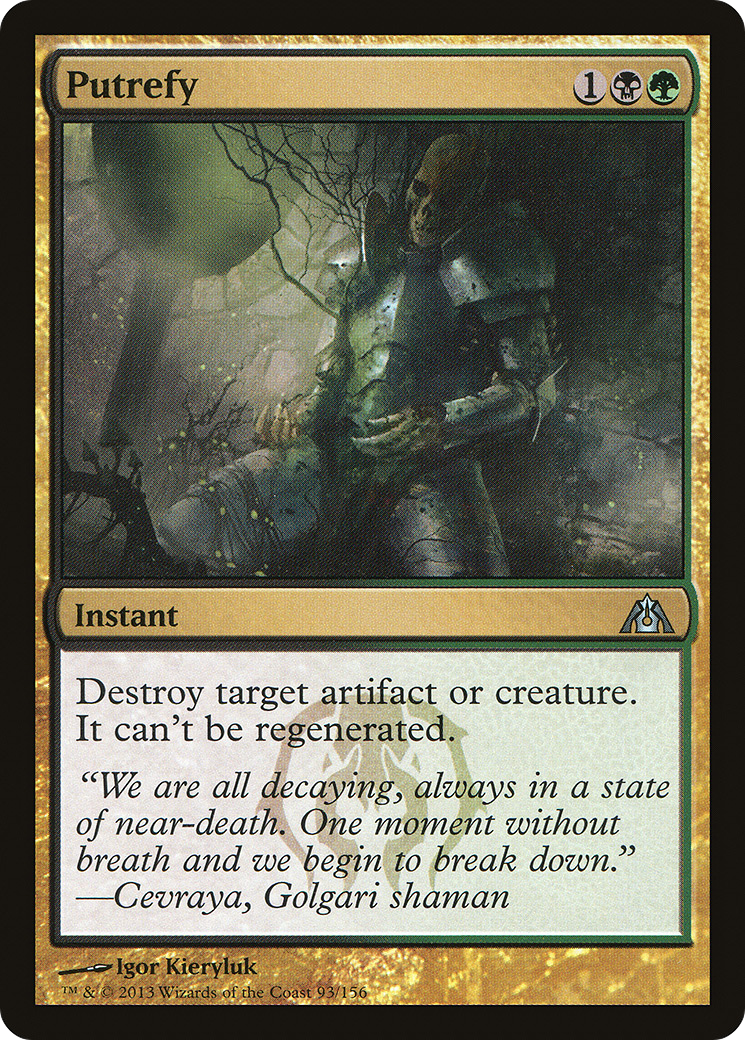 Putrefy 1
Instant
Destroy target artifact or creature.
It can't be regenerated.
"We are all decaying, always in a state
of near-death. One moment without
breath and we begin to break down."
—Cevraya, Golgari shaman
Igor Kieryluk
™ & © 2013 Wizards of the Coast 93/156